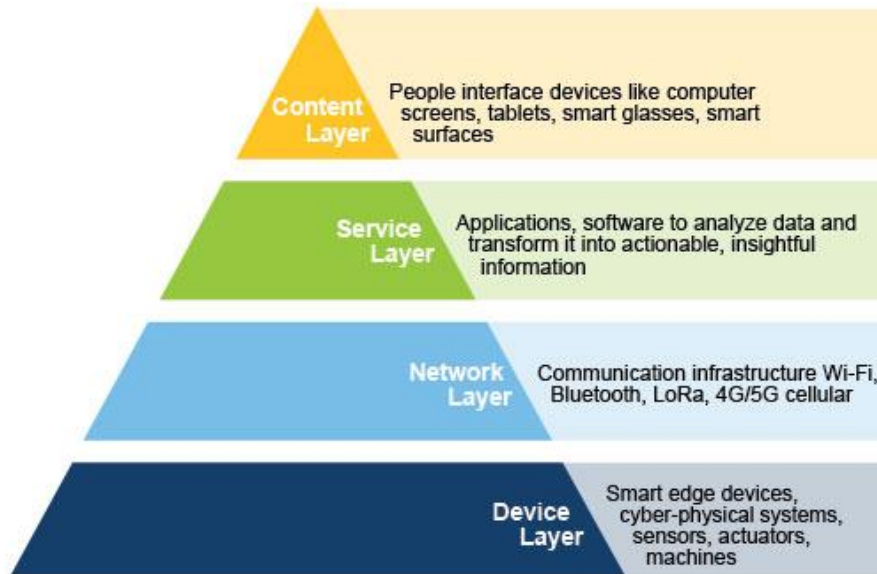 Content
Layer
People interface devices like computer
screens, tablets, smart glasses, smart
surfaces
Service
Layer
Applications, software to analyze data and
transform it into actionable, insightful
information
Network
Layer
Communication infrastructure Wi-Fi,
Bluetooth, LoRa, 4G/5G cellular
Device
Layer
Smart edge devices,
cyber-physical systems,
sensors, actuators,
machines